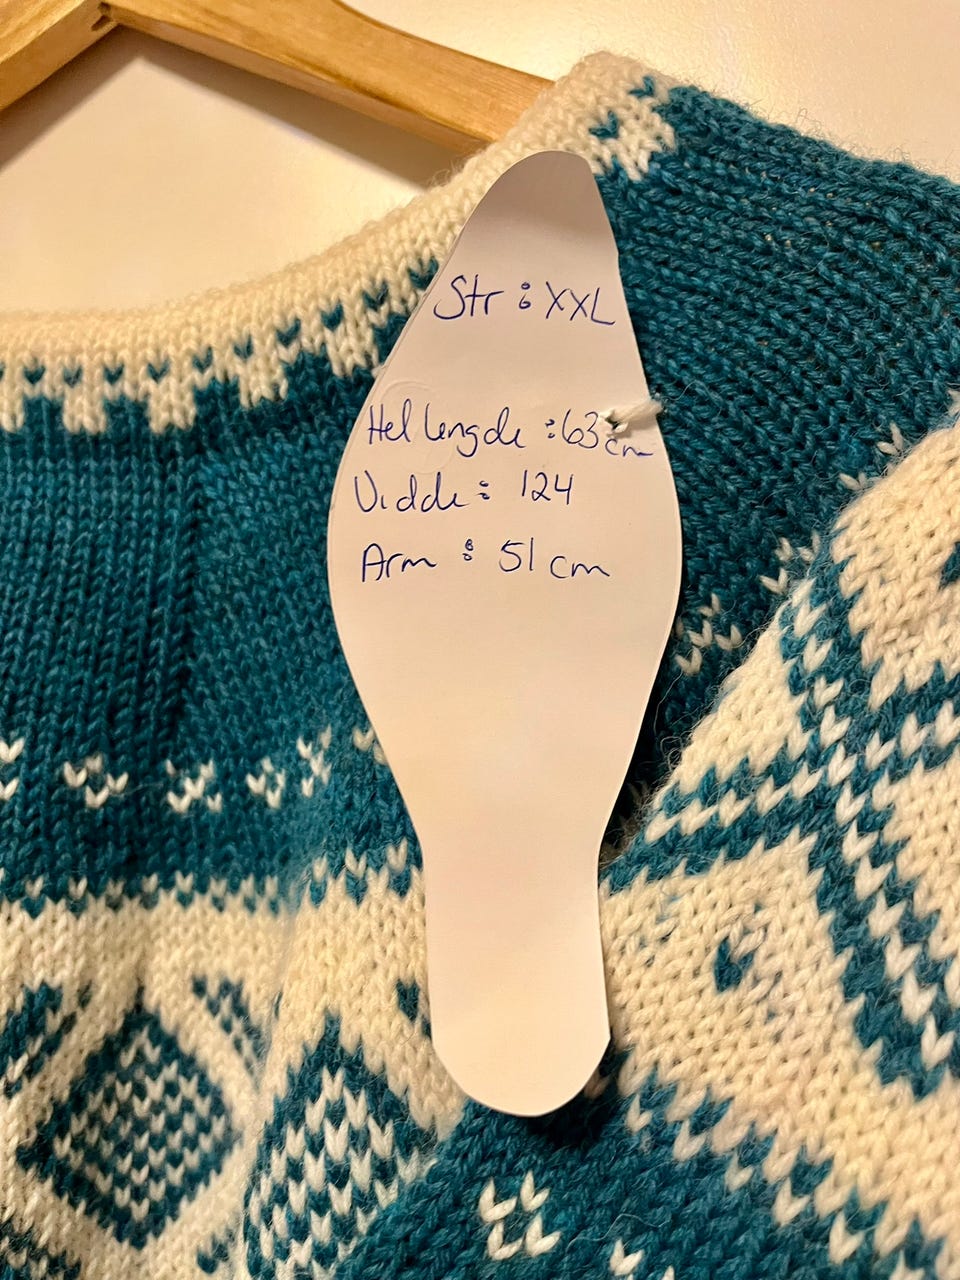 Str : XXL
Hel lengde : 63 cm
Vidde : 124
Arm : 51 cm